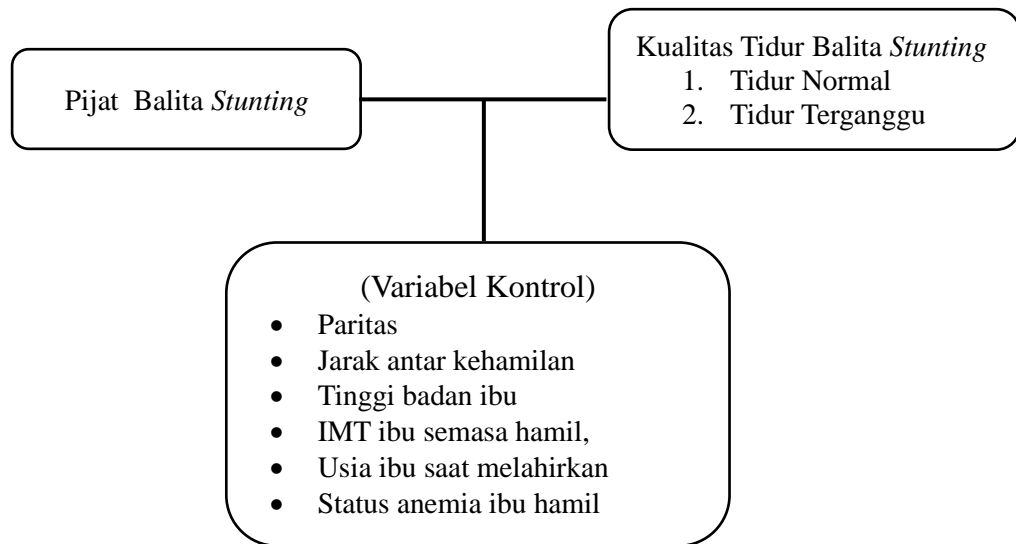 Pijat Balita Stunting
Kualitas Tidur Balita Stunting
1. Tidur Normal
2. Tidur Terganggu
(Variabel Kontrol)
• Paritas
• Jarak antar kehamilan
• Tinggi badan ibu
• IMT ibu semasa hamil,
• Usia ibu saat melahirkan
• Status anemia ibu hamil